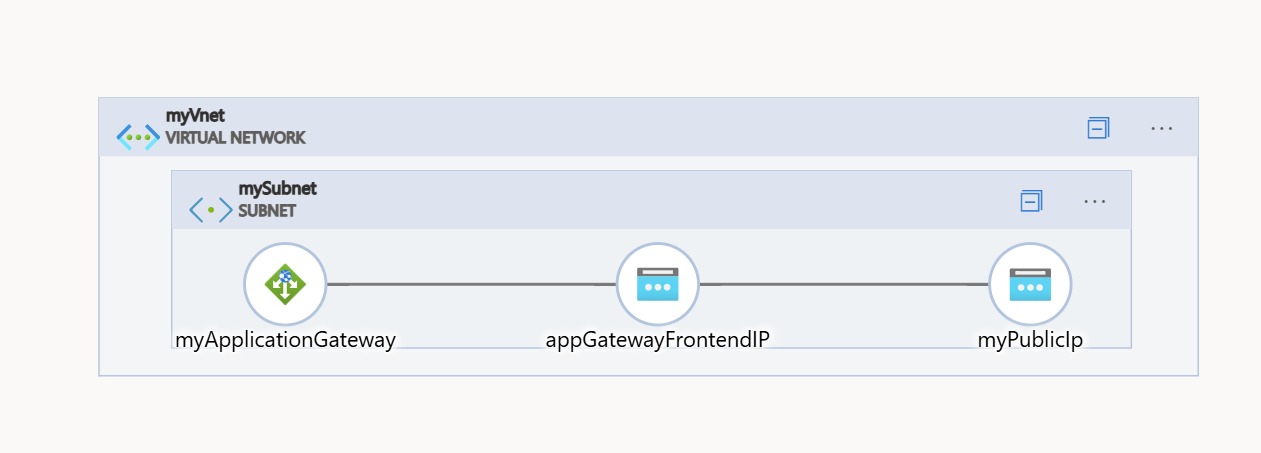 myVnet
VIRTUAL NETWORK
mySubnet
SUBNET
myApplicationGateway
appGatewayFrontendIP
myPublicIp